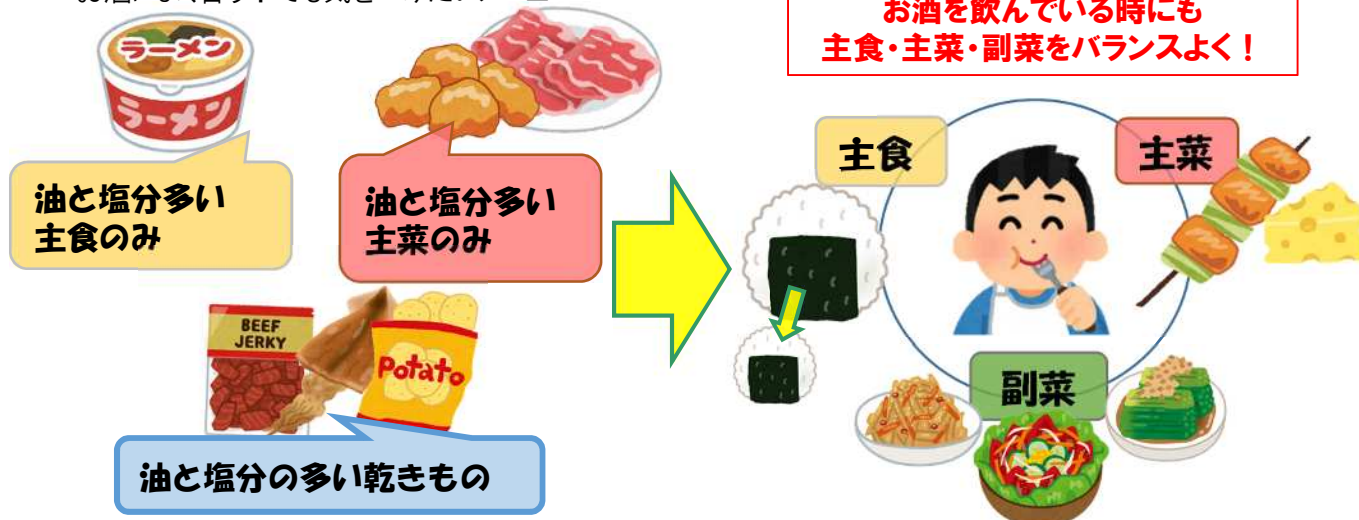 お酒を飲んでいる時にも
主食・主菜・副菜をバランスよく！
ラーメン
ラーメン
油と塩分多い
主食のみ
油と塩分多い
主菜のみ
BEEF
JERKY
Potato
油と塩分の多い乾きもの
主食
主菜
副菜